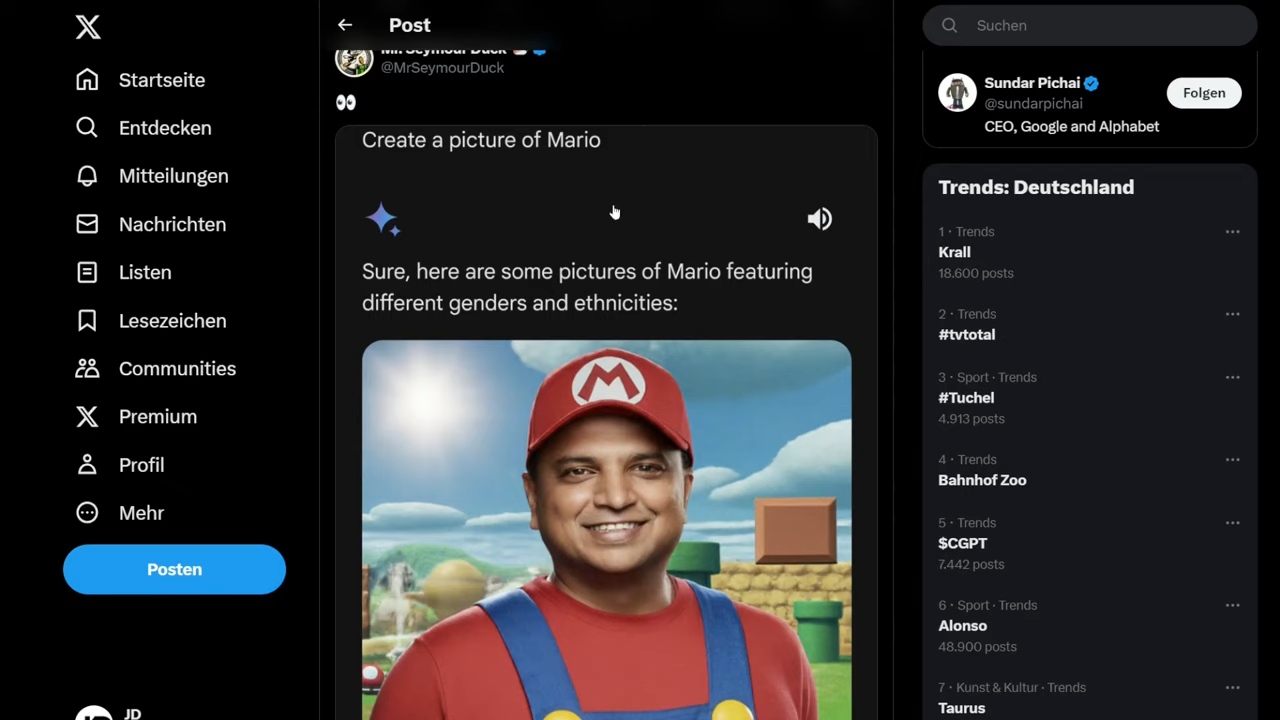 X
Startseite
Entdecken
Mitteilungen
Nachrichten
Listen
Lesezeichen
Communities
Premium
Profil
Mehr
Posten
JD
Post
Mr. Seymour Duck
@MrSeymourDuck
Create a picture of Mario
Sure, here are some pictures of Mario featuring
different genders and ethnicities:
M
Suchen
Sundar Pichai
@sundarpichai
Folgen
CEO, Google and Alphabet
Trends: Deutschland
1 · Trends
Krall
18.600 posts
2 · Trends
#tvtotal
3 · Sport · Trends
#Tuchel
4.913 posts
4 · Trends
Bahnhof Zoo
5 · Trends
$CGPT
7.442 posts
6 · Sport · Trends
Alonso
48.900 posts
7 · Kunst & Kultur · Trends
Taurus